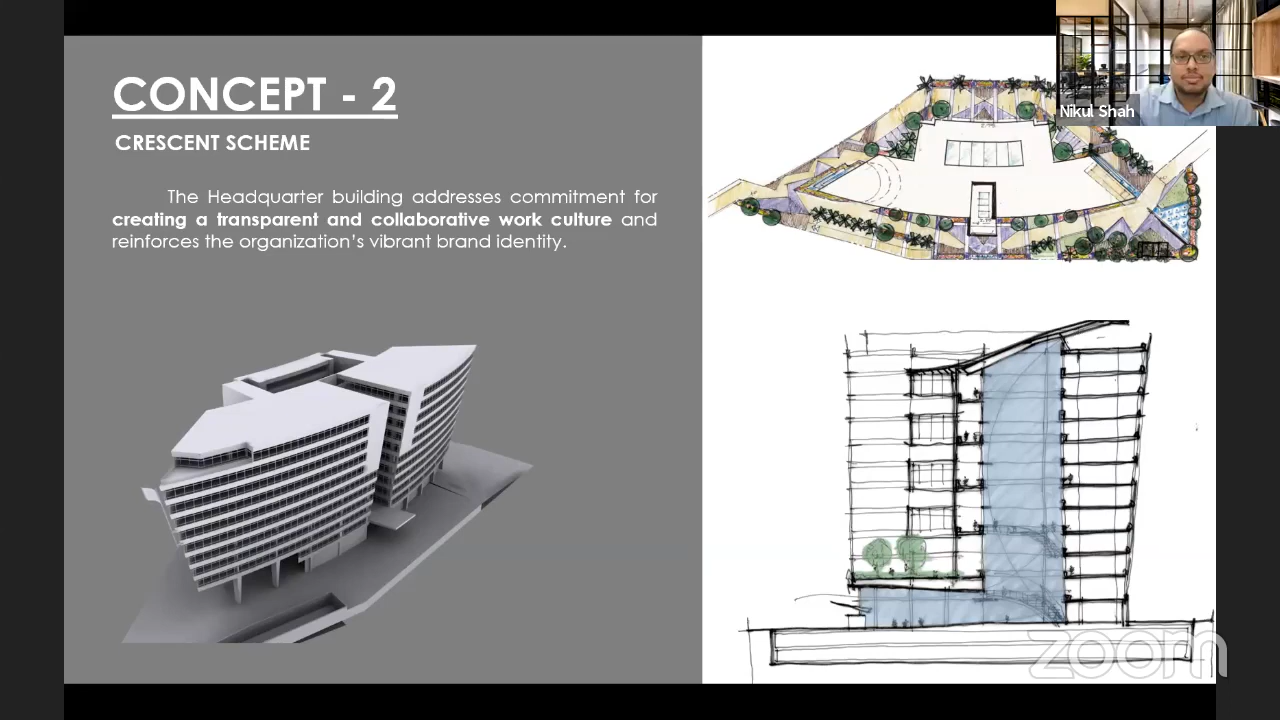 CONCEPT - 2
CRESCENT SCHEME
The Headquarter building addresses commitment for
creating a transparent and collaborative work culture and
reinforces the organization's vibrant brand identity.
Nikul Shah
zoom